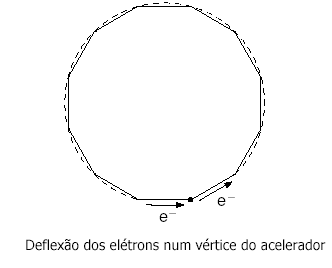 e⁻
e⁻
Deflexão dos elétrons num vértice do acelerador